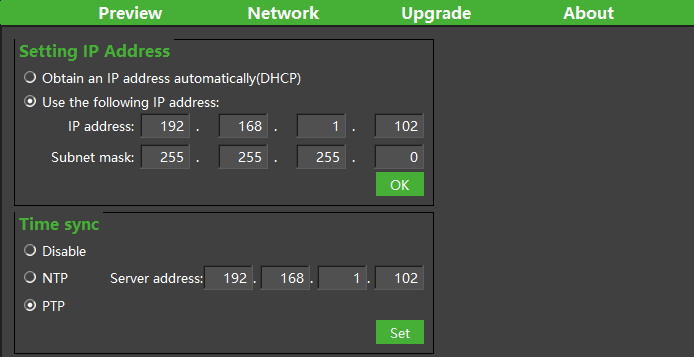 Preview Network Upgrade About
Setting IP Address
Obtain an IP address automatically(DHCP)
Use the following IP address:
IP address: 192 . 168 . 1 . 102
Subnet mask: 255 . 255 . 255 . 0
OK
Time sync
Disable
NTP Server address: 192 . 168 . 1 . 102
PTP
Set